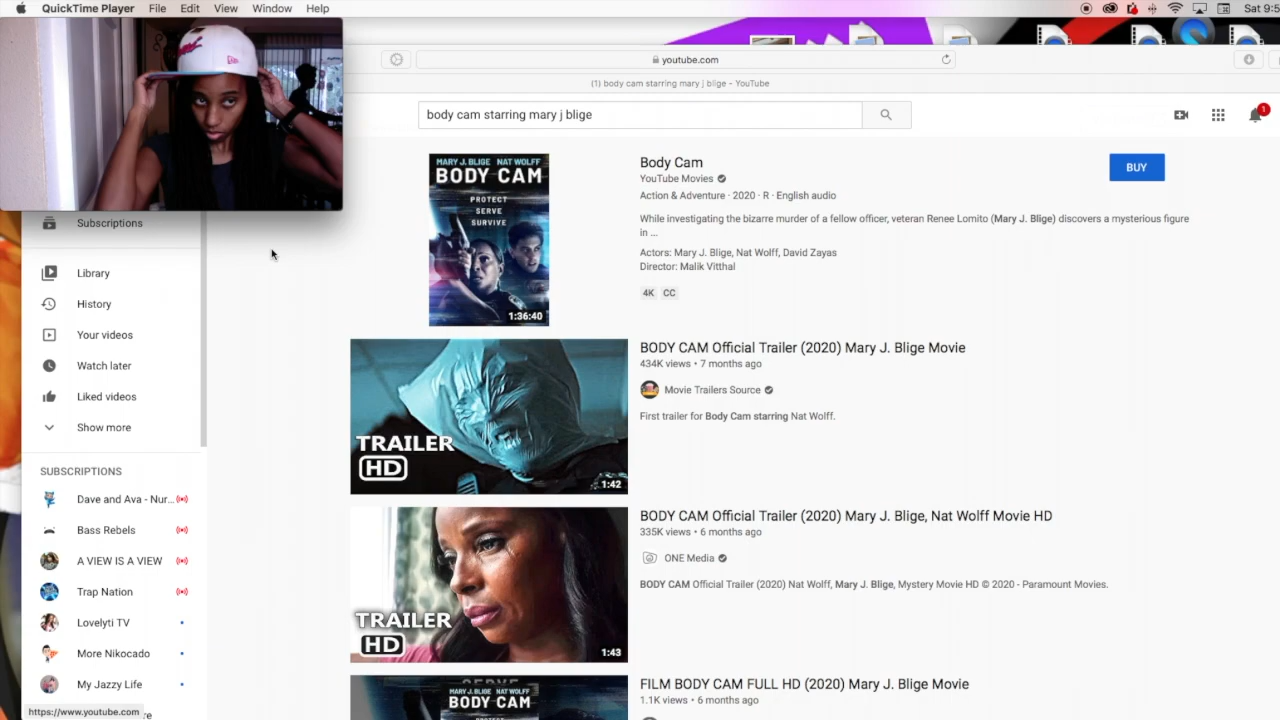 QuickTime Player File Edit View Window Help
Sat 9:5
youtube.com
(1) body cam starring mary j blige - YouTube
body cam starring mary j blige
1
Subscriptions
Library
History
Your videos
Watch later
Liked videos
Show more
SUBSCRIPTIONS
Dave and Ava - Nur...
Bass Rebels
A VIEW IS A VIEW
Trap Nation
Lovelyti TV
More Nikocado
My Jazzy Life
https://www.youtube.com
MARY J. BLIGE NAT WOLFF
BODY CAM
PROTECT
SERVE
SURVIVE
1:36:40
Body Cam
YouTube Movies
Action & Adventure · 2020 · R · English audio
While investigating the bizarre murder of a fellow officer, veteran Renee Lomito (Mary J. Blige) discovers a mysterious figure
in ...
Actors: Mary J. Blige, Nat Wolff, David Zayas
Director: Malik Vitthal
4K CC
BUY
TRAILER
HD
1:42
BODY CAM Official Trailer (2020) Mary J. Blige Movie
434K views • 7 months ago
Movie Trailers Source
First trailer for Body Cam starring Nat Wolff.
TRAILER
HD
1:43
BODY CAM Official Trailer (2020) Mary J. Blige, Nat Wolff Movie HD
335K views • 6 months ago
ONE Media
BODY CAM Official Trailer (2020) Nat Wolff, Mary J. Blige, Mystery Movie HD © 2020 - Paramount Movies.
MARY J. BLIGE NAT WOLFF
BODY CAM
FILM BODY CAM FULL HD (2020) Mary J. Blige Movie
1.1K views • 6 months ago